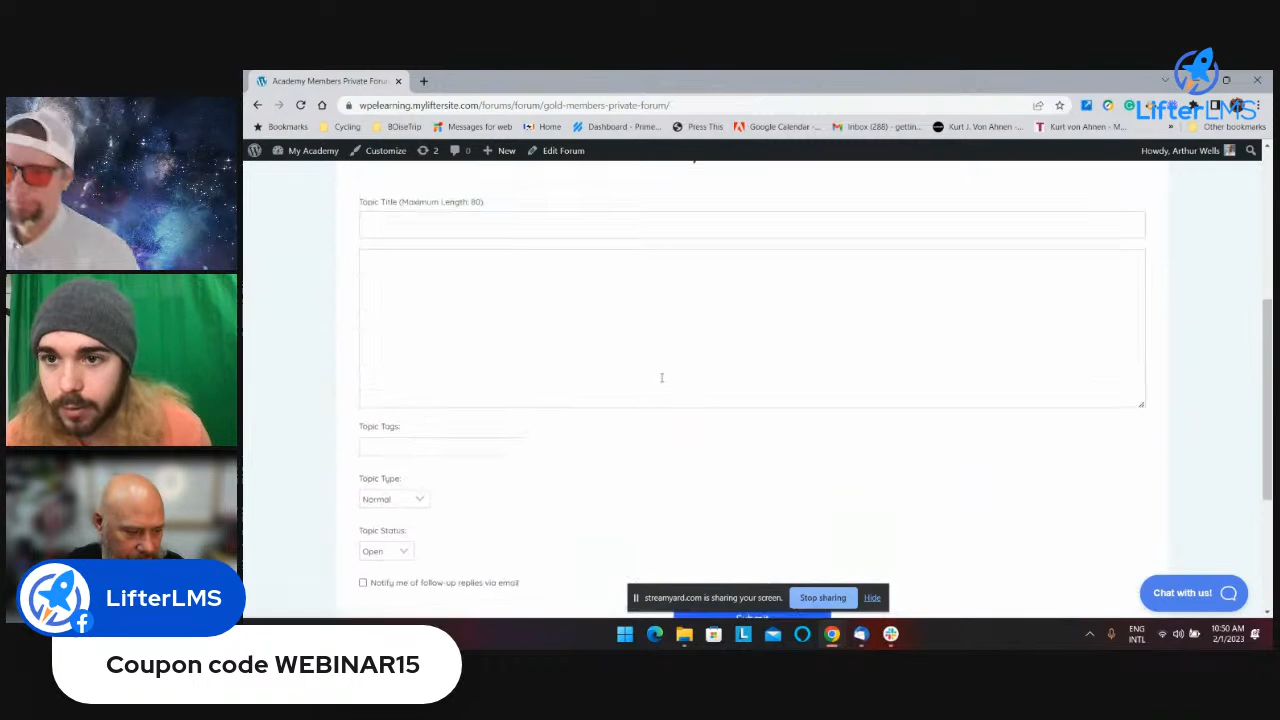 LifterLMS
Academy Members Private Foru
wpelearning.myliftersite.com/forums/forum/gold-members-private-forum/
Bookmarks Cycling BOiseTrip Messages for web Home Dashboard - Prime... Press This Google Calendar -... Inbox (288) - gettin... Kurt J. Von Ahnen -... Kurt von Ahnen - M... » Other bookmarks
My Academy Customize 2 0 New Edit Forum Howdy, Arthur Wells
Topic Title (Maximum Length: 80):
Topic Tags:
Topic Type:
Normal
Topic Status:
Open
Notify me of follow-up replies via email
streamyard.com is sharing your screen. Stop sharing Hide
Submit
Chat with us!
LifterLMS
Coupon code WEBINAR15
ENG
INTL
10:50 AM
2/1/2023